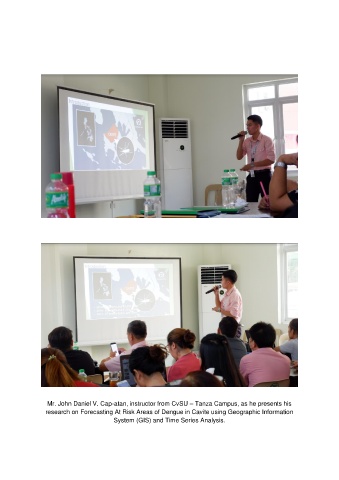 Mr. John Daniel V. Cap-atan, instructor from CvSU – Tanza Campus, as he presents his
research on Forecasting At Risk Areas of Dengue in Cavite using Geographic Information
System (GIS) and Time Series Analysis.